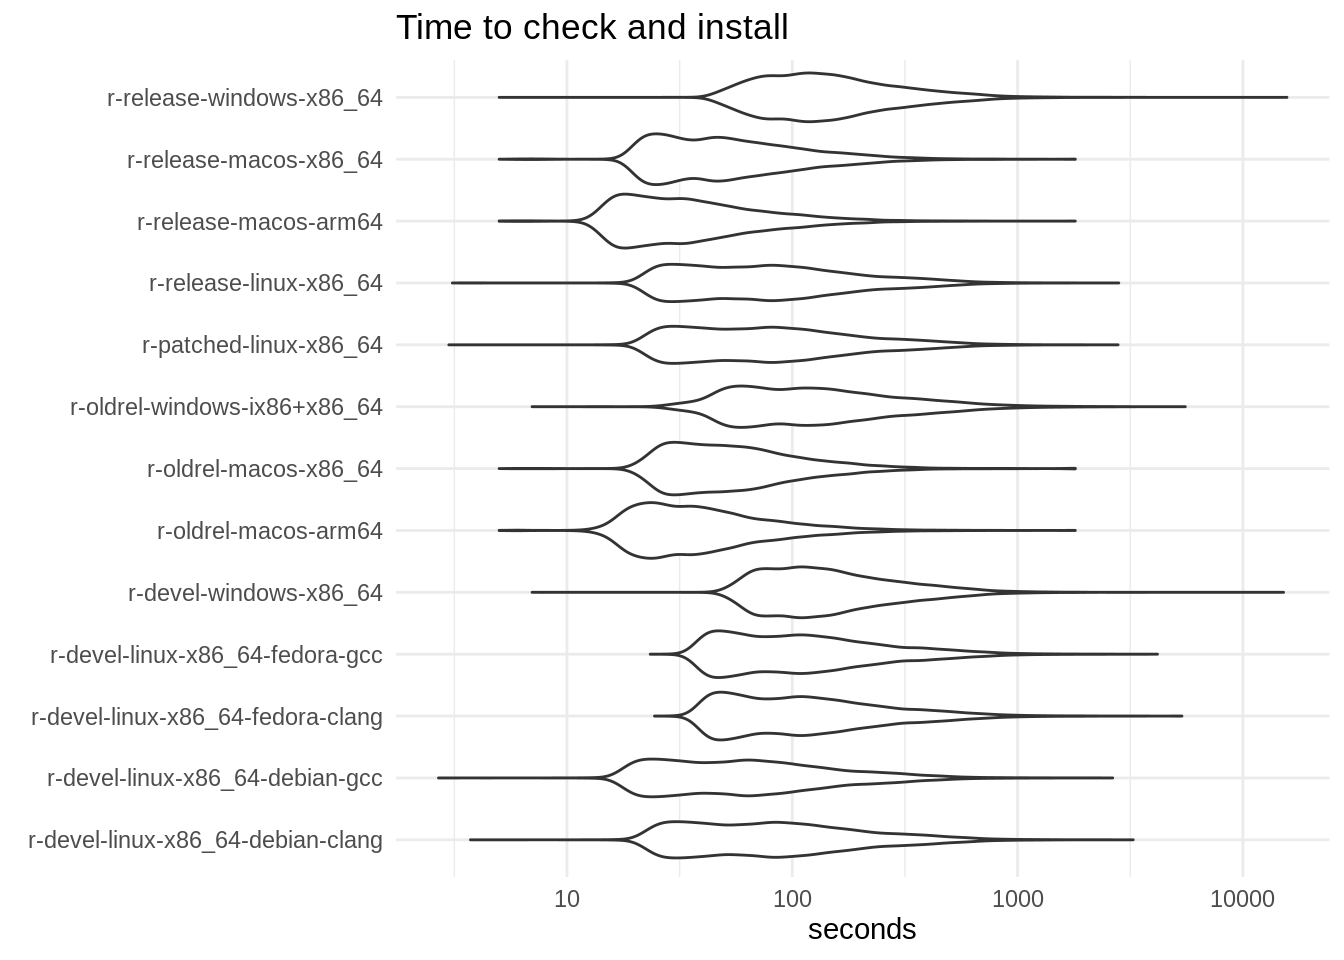 Time to check and install
r-release-windows-x86_64
r-release-macos-x86_64
r-release-macos-arm64
r-release-linux-x86_64
r-patched-linux-x86_64
r-oldrel-windows-ix86+x86_64
r-oldrel-macos-x86_64
r-oldrel-macos-arm64
r-devel-windows-x86_64
r-devel-linux-x86_64-fedora-gcc
r-devel-linux-x86_64-fedora-clang
r-devel-linux-x86_64-debian-gcc
r-devel-linux-x86_64-debian-clang
10 100 1000 10000
seconds